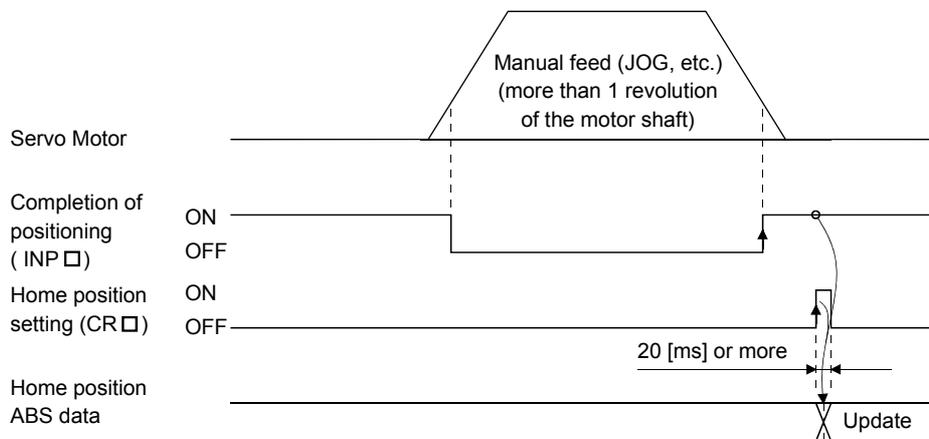 Manual feed (JOG, etc.)
(more than 1 revolution
of the motor shaft)
Servo Motor
Completion of
positioning
( INP □)
ON
OFF
Home position
setting (CR □)
ON
OFF
20 [ms] or more
Home position
ABS data
Update